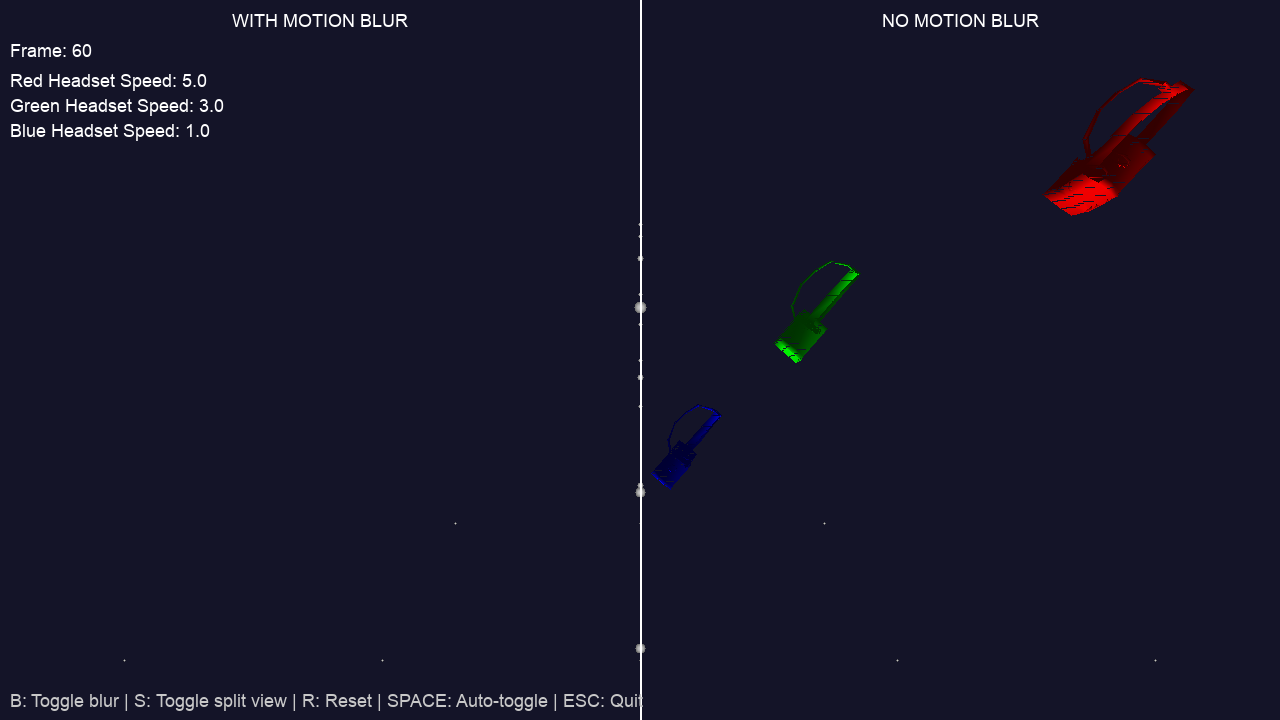 WITH MOTION BLUR
NO MOTION BLUR
Frame: 60
Red Headset Speed: 5.0
Green Headset Speed: 3.0
Blue Headset Speed: 1.0
B: Toggle blur | S: Toggle split view | R: Reset | SPACE: Auto-toggle | ESC: Quit